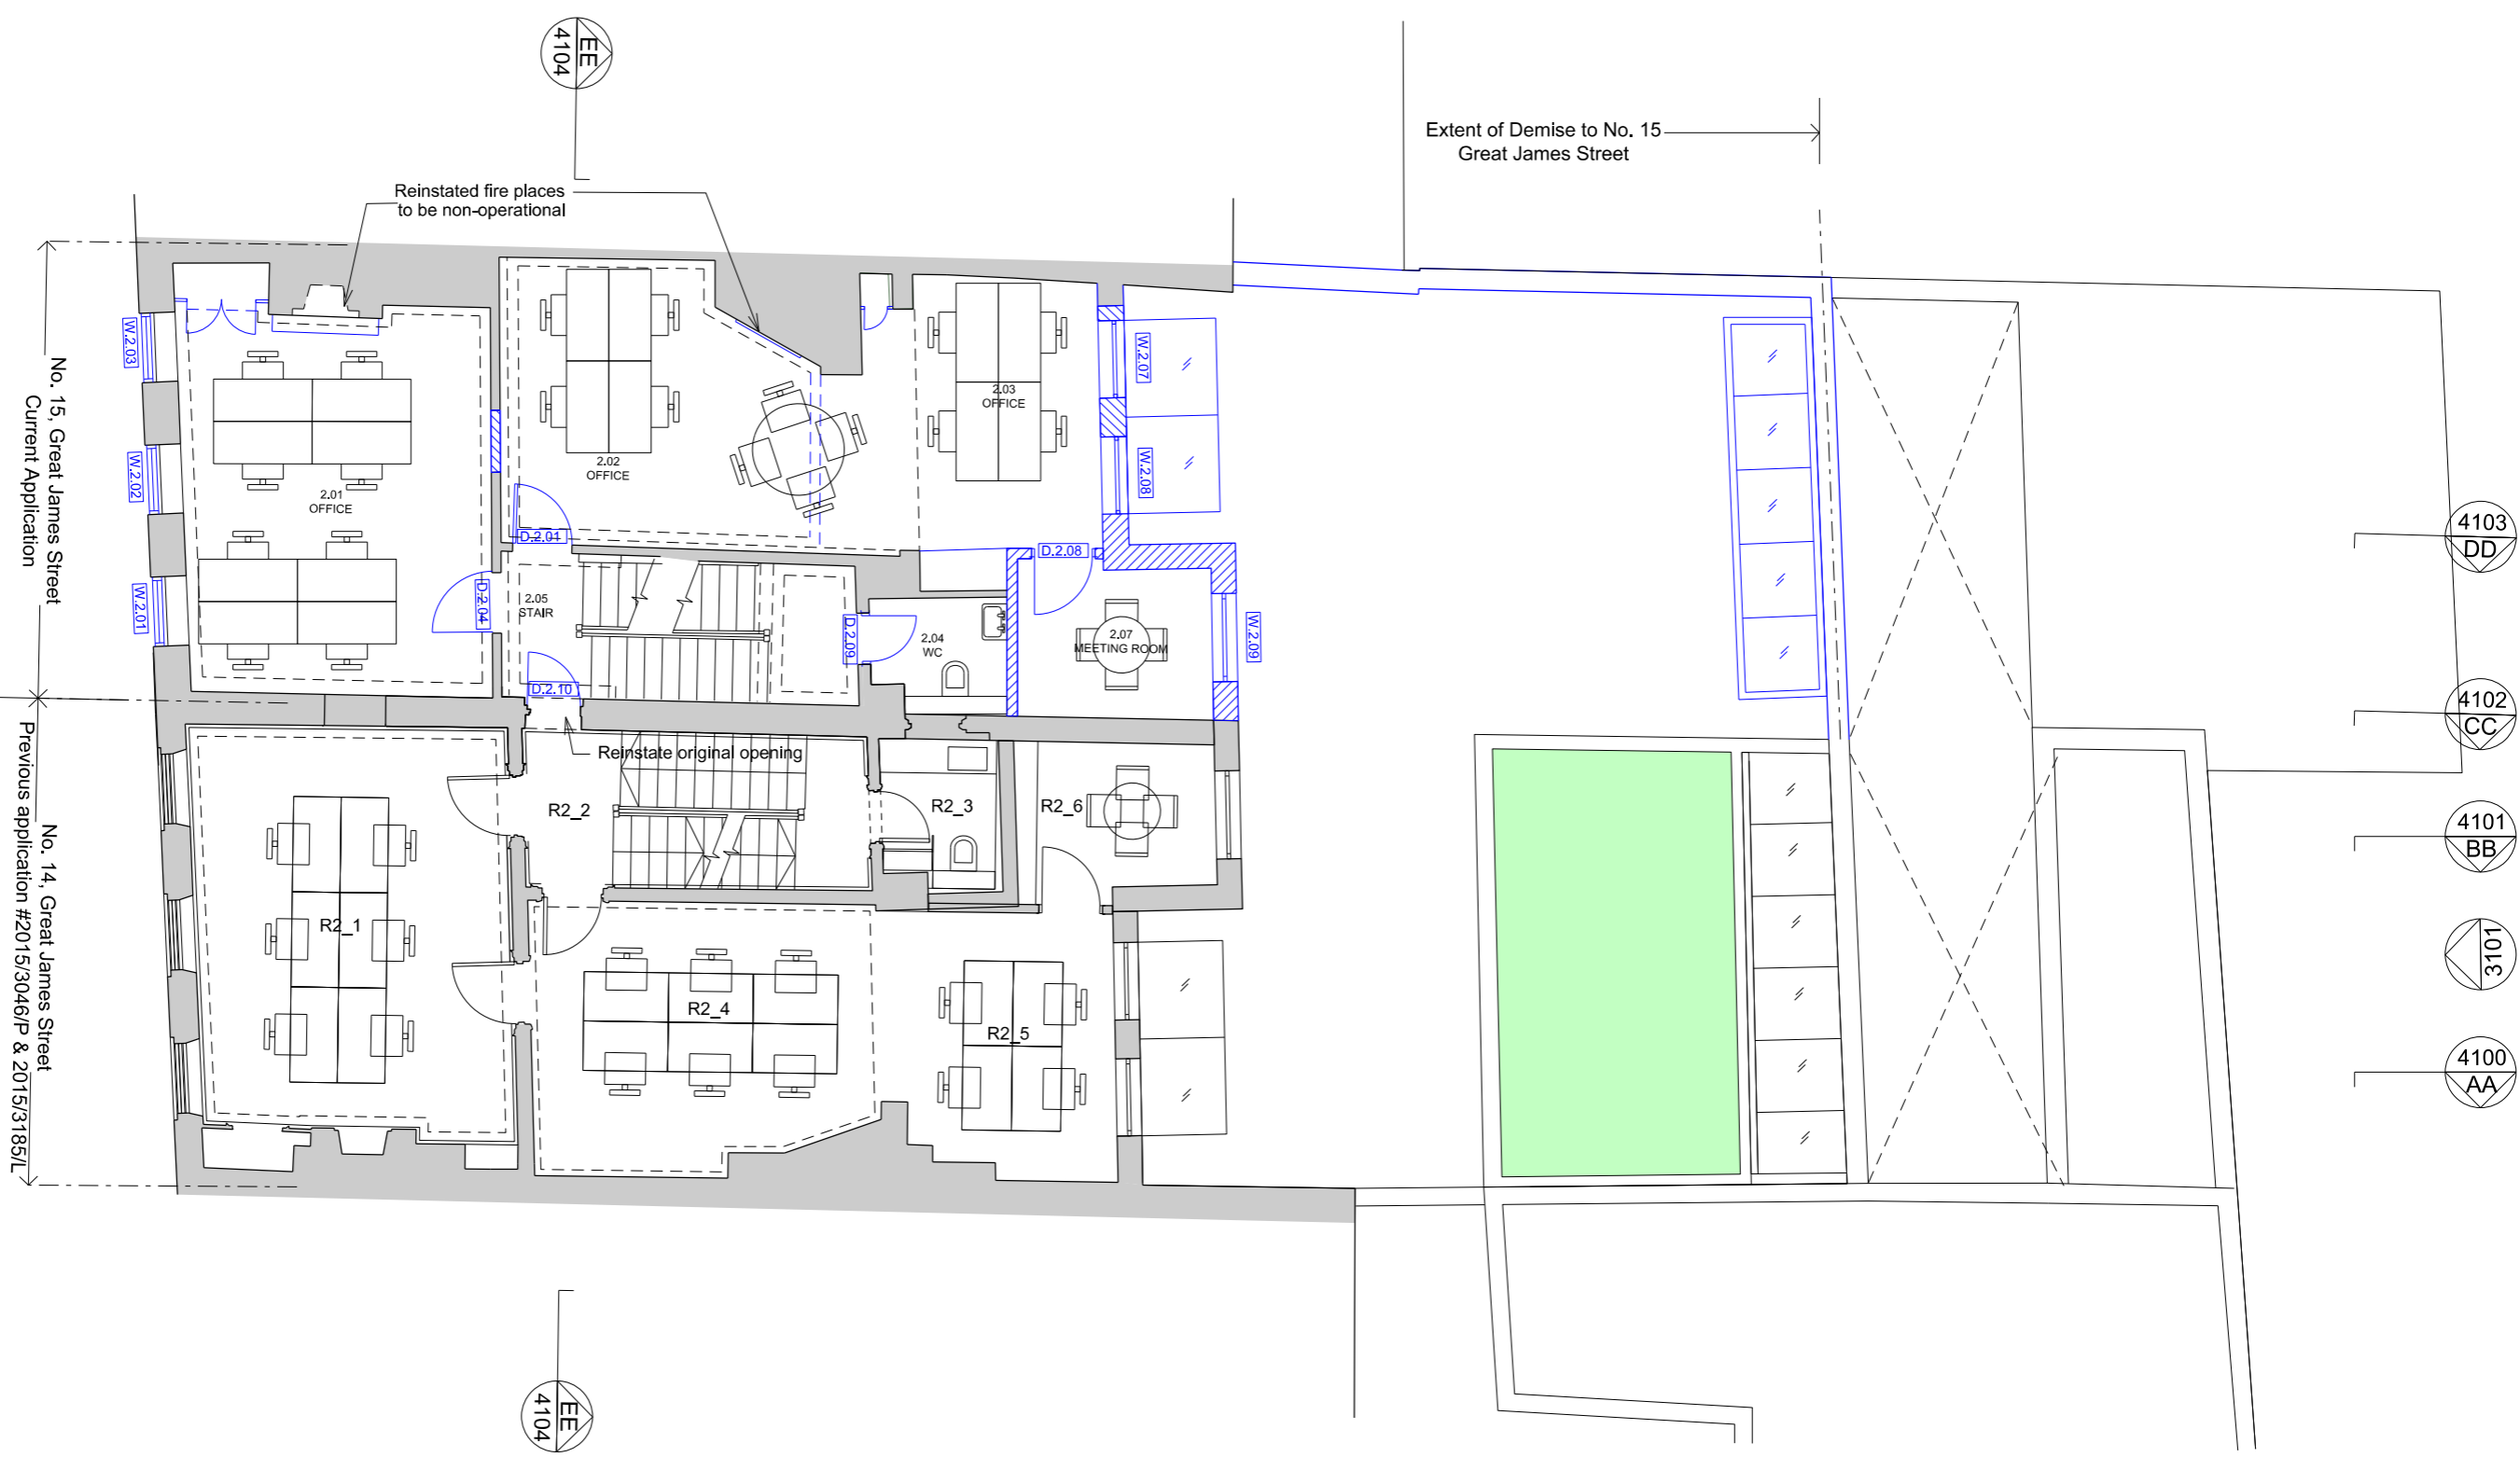 EE
4104
Extent of Demise to No. 15
Great James Street
Reinstated fire places
to be non-operational
No. 15, Great James Street
Current Application
W.2.03
W.2.02
W.2.01
2.01
OFFICE
2.02
OFFICE
2.03
OFFICE
W.2.07
W.2.08
D.2.01
D.2.04
2.05
STAIR
D.2.10
D.2.09
2.04
WC
D.2.08
2.07
MEETING ROOM
W.2.09
Reinstate original opening
No. 14, Great James Street
Previous application #2015/3046/P & 2015/3185/L
R2_1
R2_2
R2_3
R2_6
R2_4
R2_5
4103
DD
4102
CC
4101
BB
3101
4100
AA
EE
4104